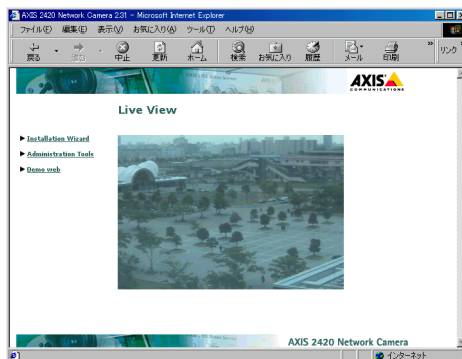 AXIS 2420 Network Camera 2.31 - Microsoft Internet Explorer
ファイル(F) 編集(E) 表示(V) お気に入り(A) ツール(T) ヘルプ(H)
戻る 進む 中止 更新 ホーム 検索 お気に入り 履歴 メール 印刷 » リンク
AXIS
COMMUNICATIONS
Live View
Installation Wizard
Administration Tools
Demo web
AXIS 2420 Network Camera
インターネット